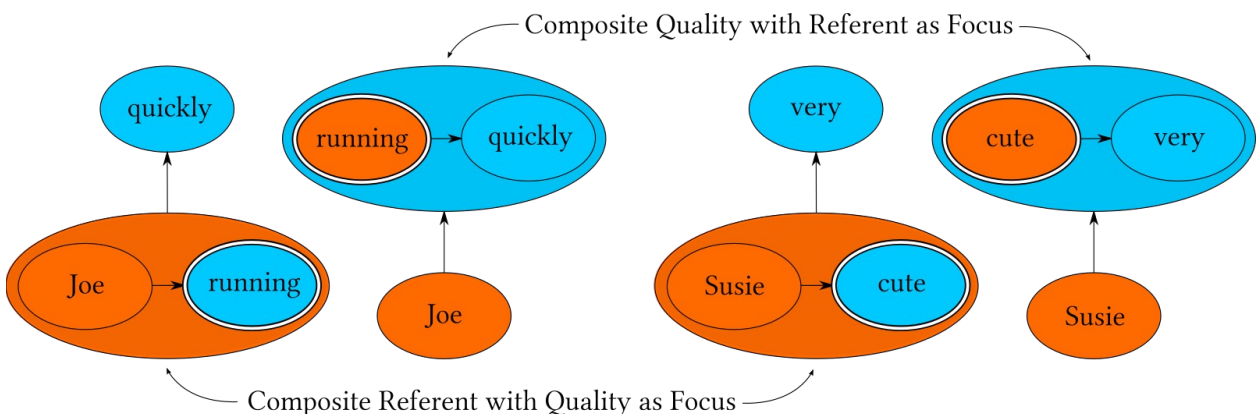 Composite Quality with Referent as Focus
quickly
running
quickly
very
cute
very
Joe
running
Joe
Susie
cute
Susie
Composite Referent with Quality as Focus